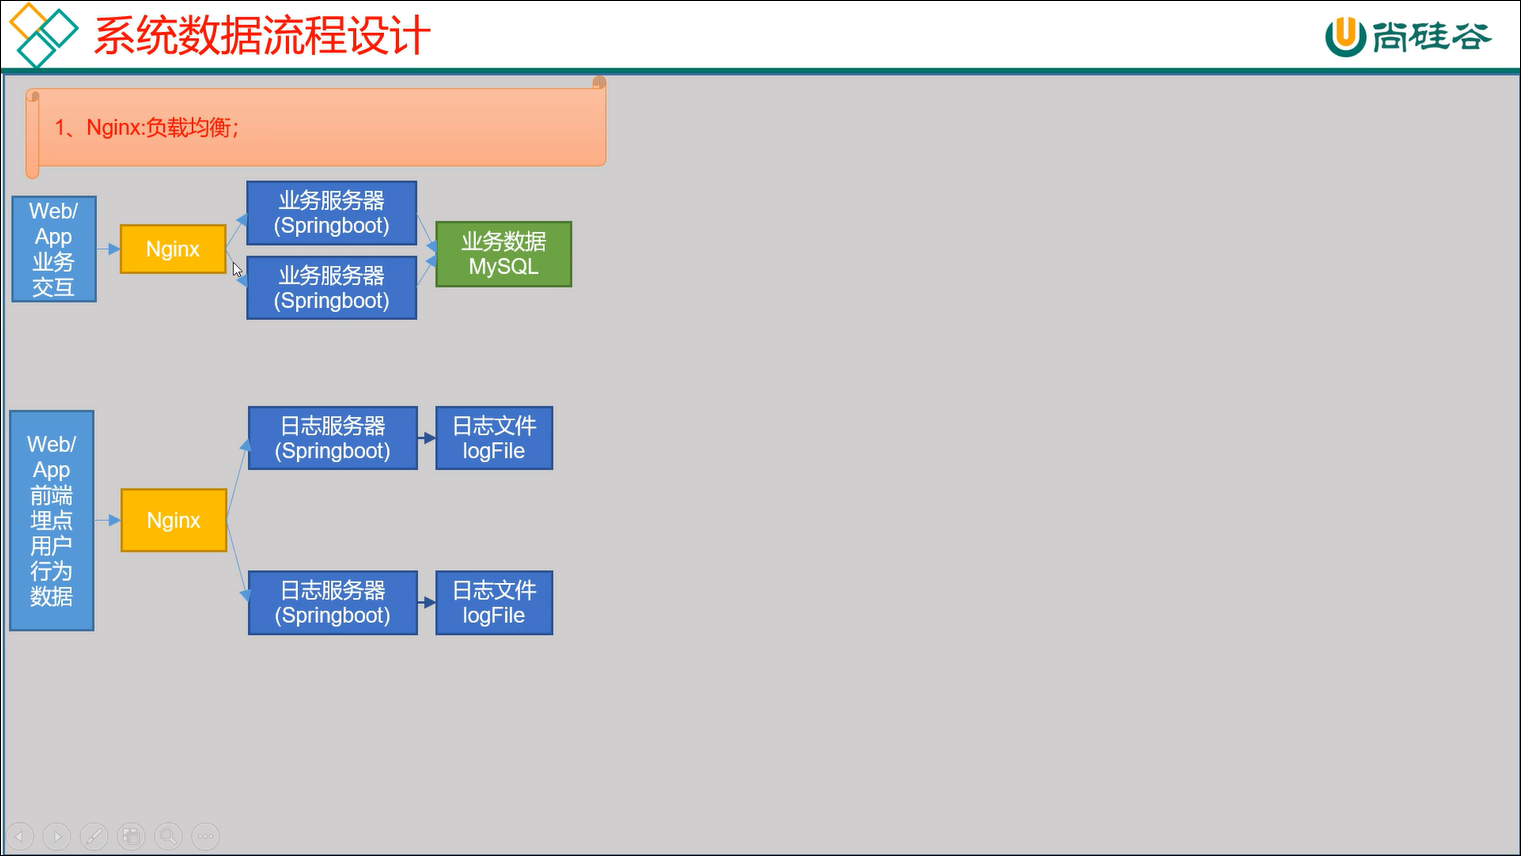 系统数据流程设计
尚硅谷
1、Nginx:负载均衡；
Web/
App
业务
交互
Nginx
业务服务器
(Springboot)
业务服务器
(Springboot)
业务数据
MySQL
Web/
App
前端
埋点
用户
行为
数据
Nginx
日志服务器
(Springboot)
日志文件
logFile
日志服务器
(Springboot)
日志文件
logFile